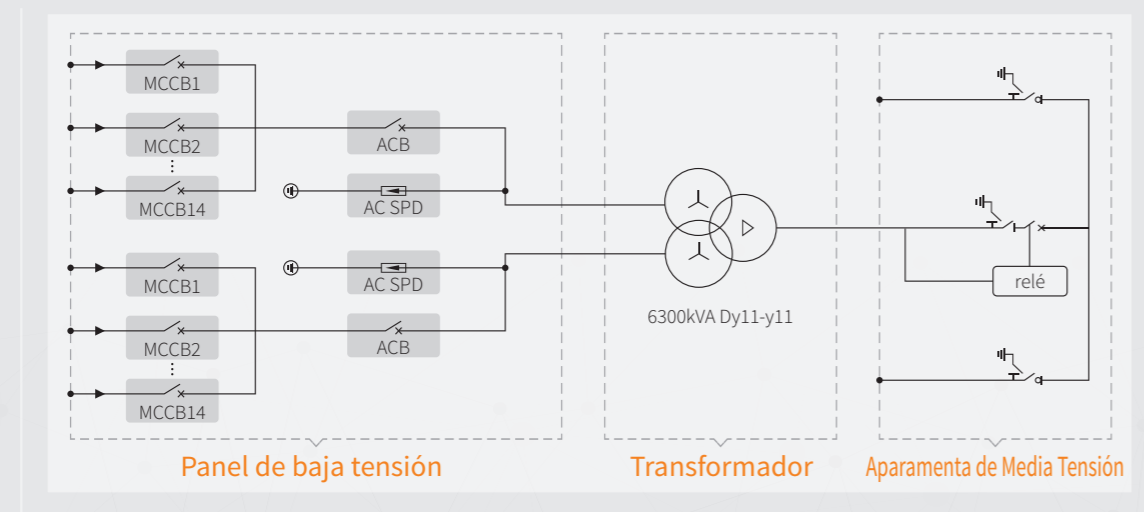 MCCB1
MCCB2
MCCB14
ACB
AC SPD
MCCB1
MCCB2
MCCB14
AC SPD
ACB
6300kVA Dy11-y11
relé
Panel de baja tensión
Transformador
Aparamenta de Media Tensión